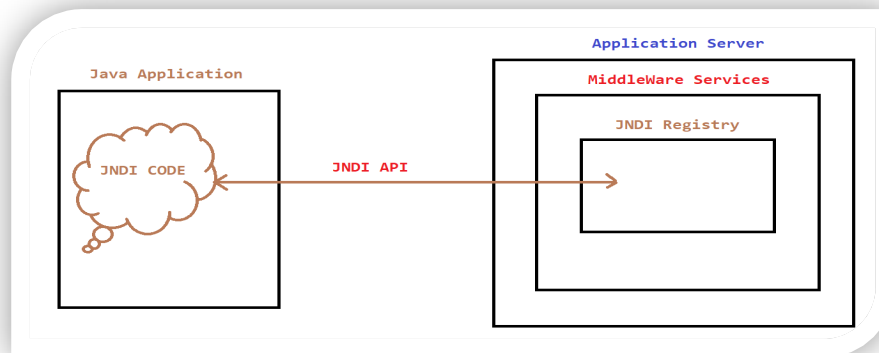 Application Server
Java Application
MiddleWare Services
JNDI Registry
JNDI CODE
JNDI API